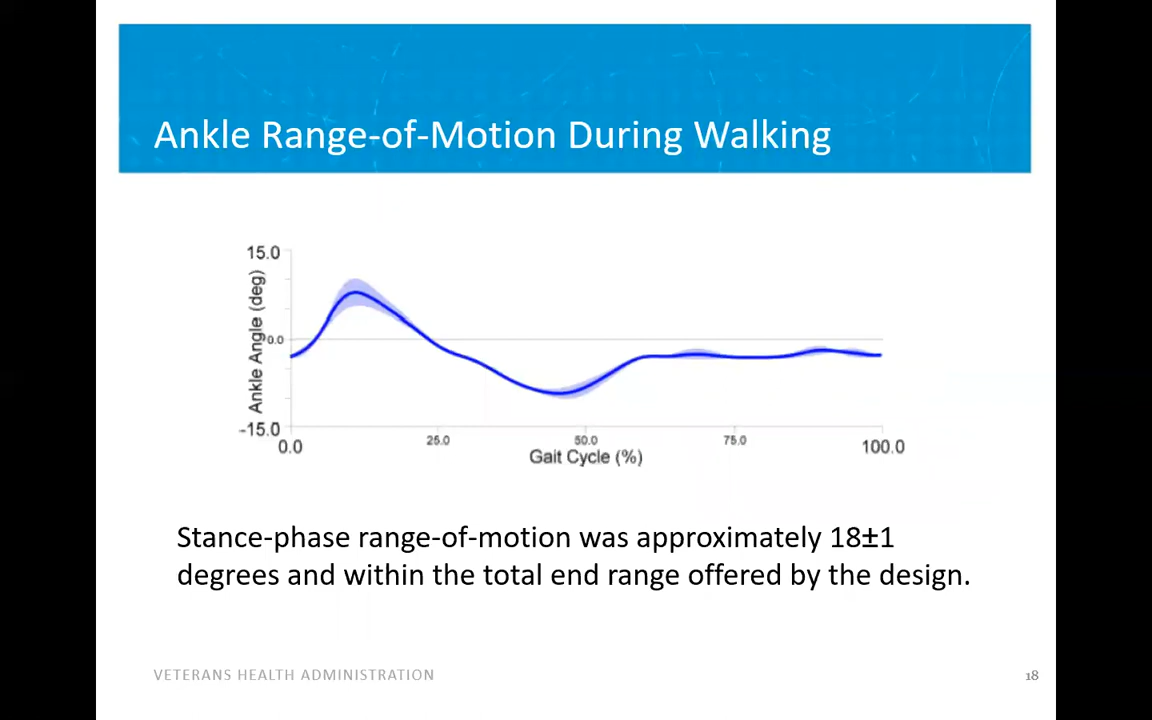 Ankle Range-of-Motion During Walking
15.0
Ankle Angle (deg)
0.0
-15.0
0.0
25.0
50.0
75.0
100.0
Gait Cycle (%)
Stance-phase range-of-motion was approximately 18±1
degrees and within the total end range offered by the design.
VETERANS HEALTH ADMINISTRATION
18